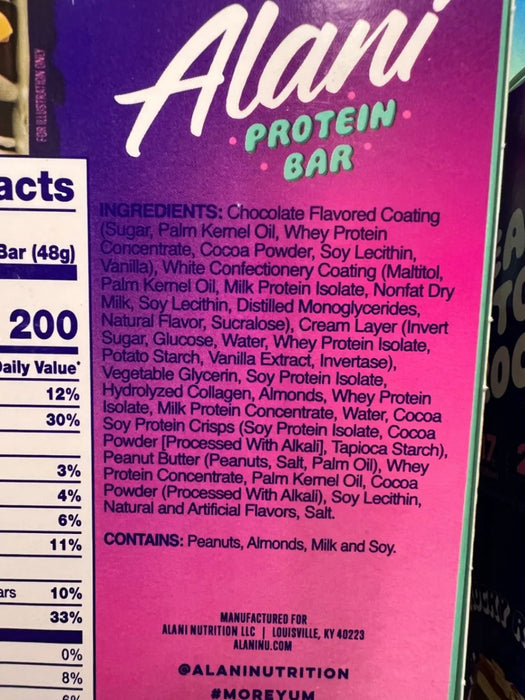 FOR ILLUSTRATION ONLY
Alani
PROTEIN
BAR
acts
Bar (48g)
200
Daily Value*
12%
30%
3%
4%
6%
11%
ars 10%
33%
0%
8%
6%
INGREDIENTS: Chocolate Flavored Coating
(Sugar, Palm Kernel Oil, Whey Protein
Concentrate, Cocoa Powder, Soy Lecithin,
Vanilla), White Confectionery Coating (Maltitol,
Palm Kernel Oil, Milk Protein Isolate, Nonfat Dry
Milk, Soy Lecithin, Distilled Monoglycerides,
Natural Flavor, Sucralose), Cream Layer (Invert
Sugar, Glucose, Water, Whey Protein Isolate,
Potato Starch, Vanilla Extract, Invertase),
Vegetable Glycerin, Soy Protein Isolate,
Hydrolyzed Collagen, Almonds, Whey Protein
Isolate, Milk Protein Concentrate, Water, Cocoa
Soy Protein Crisps (Soy Protein Isolate, Cocoa
Powder [Processed With Alkali], Tapioca Starch),
Peanut Butter (Peanuts, Salt, Palm Oil), Whey
Protein Concentrate, Palm Kernel Oil, Cocoa
Powder (Processed With Alkali), Soy Lecithin,
Natural and Artificial Flavors, Salt.
CONTAINS: Peanuts, Almonds, Milk and Soy.
MANUFACTURED FOR
ALANI NUTRITION LLC | LOUISVILLE, KY 40223
ALANINU.COM
@ALANINUTRITION
#MOREYUM